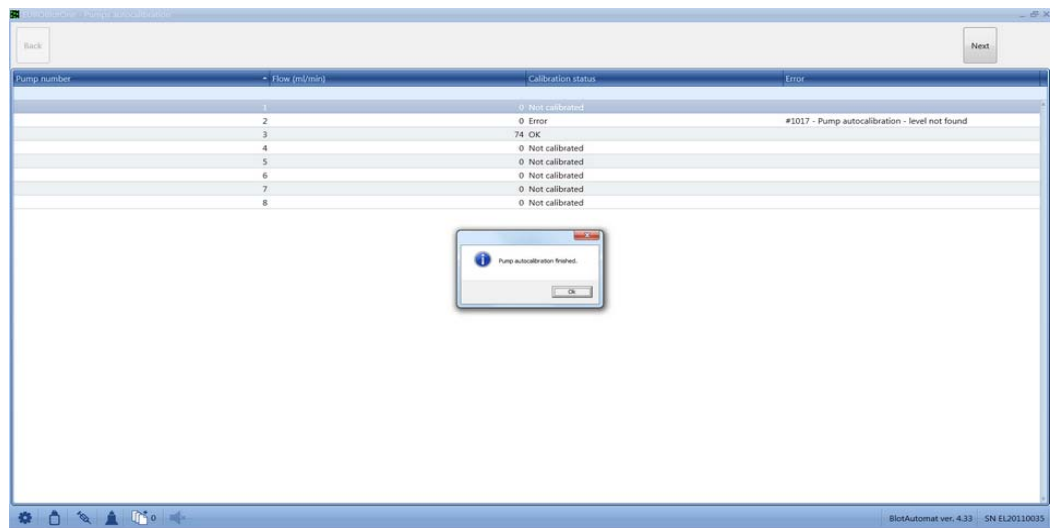 EUROBlotOne - Pumps autocalibration
Back
Next
Pump number Flow (ml/min) Calibration status Error
1 0 Not calibrated
2 0 Error #1017 - Pump autocalibration - level not found
3 74 OK
4 0 Not calibrated
5 0 Not calibrated
6 0 Not calibrated
7 0 Not calibrated
8 0 Not calibrated
Pump autocalibration finished.
Ok
0
BlotAutomat ver. 4.33 SN EL20110035